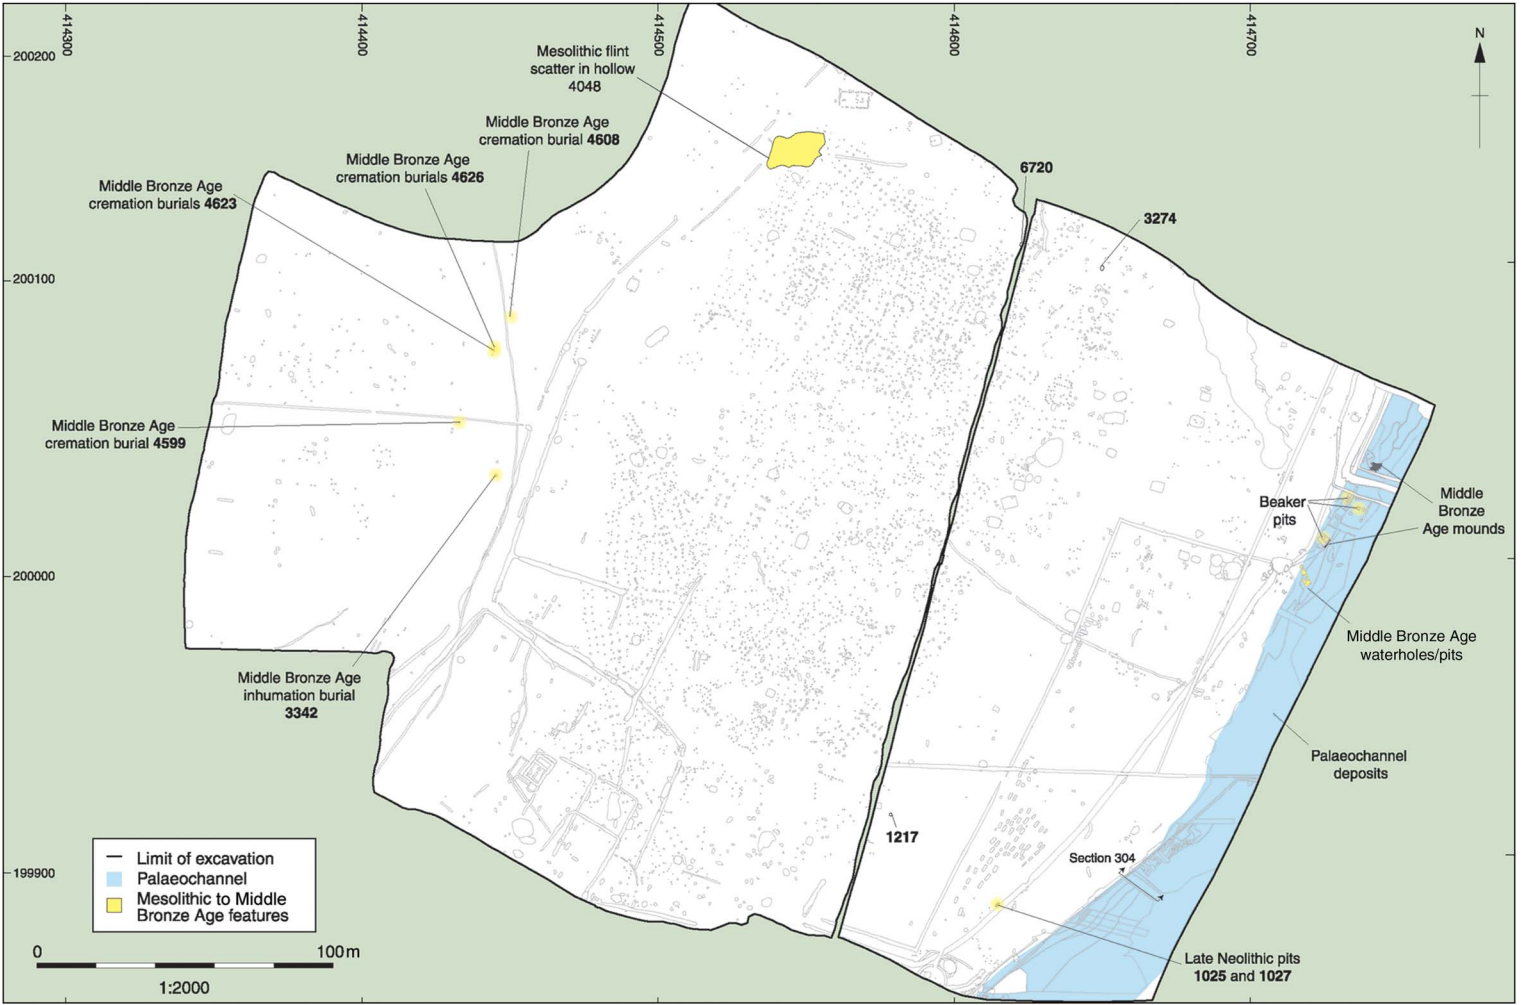 414300
414400
414500
414600
414700
200200
200100
200000
199900
N
Mesolithic flint
scatter in hollow
4048
Middle Bronze Age
cremation burial 4608
Middle Bronze Age
cremation burials 4626
Middle Bronze Age
cremation burials 4623
6720
3274
Middle Bronze Age
cremation burial 4599
Beaker
pits
Middle
Bronze
Age mounds
Middle Bronze Age
waterholes/pits
Middle Bronze Age
inhumation burial
3342
Palaeochannel
deposits
1217
Section 304
Late Neolithic pits
1025 and 1027
Limit of excavation
Palaeochannel
Mesolithic to Middle
Bronze Age features
0 100m
1:2000